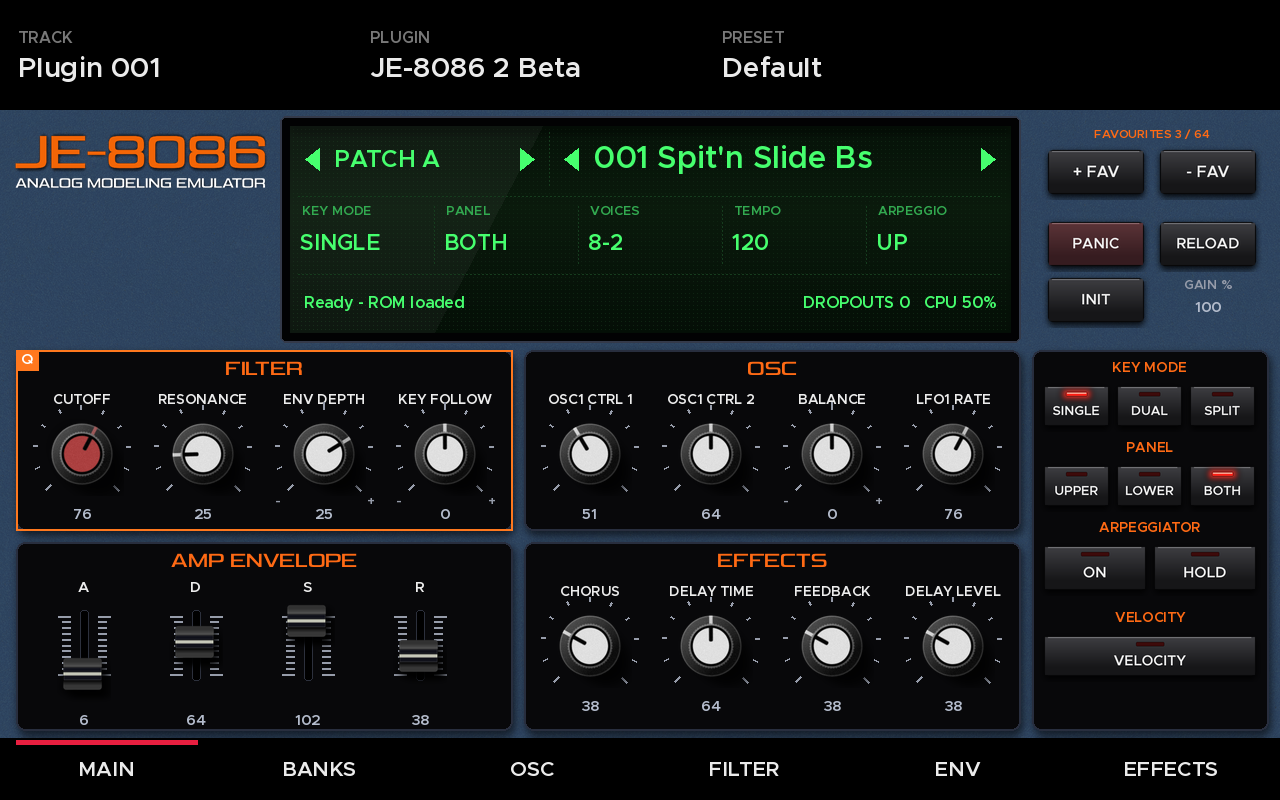 TRACK
Plugin 001
PLUGIN
JE-8086 2 Beta
PRESET
Default
JE-8086
ANALOG MODELING EMULATOR
PATCH A
001 Spit'n Slide Bs
KEY MODE
SINGLE
PANEL
BOTH
VOICES
8-2
TEMPO
120
ARPEGGIO
UP
Ready - ROM loaded
DROPOUTS 0 CPU 50%
FAVOURITES 3 / 64
+ FAV
- FAV
PANIC
RELOAD
INIT
GAIN %
100
Q
FILTER
CUTOFF
RESONANCE
ENV DEPTH
KEY FOLLOW
- +
- +
76
25
25
0
OSC
OSC1 CTRL 1
OSC1 CTRL 2
BALANCE
LFO1 RATE
- +
51
64
0
76
AMP ENVELOPE
A
D
S
R
6
64
102
38
EFFECTS
CHORUS
DELAY TIME
FEEDBACK
DELAY LEVEL
38
64
38
38
KEY MODE
SINGLE
DUAL
SPLIT
PANEL
UPPER
LOWER
BOTH
ARPEGGIATOR
ON
HOLD
VELOCITY
VELOCITY
MAIN
BANKS
OSC
FILTER
ENV
EFFECTS